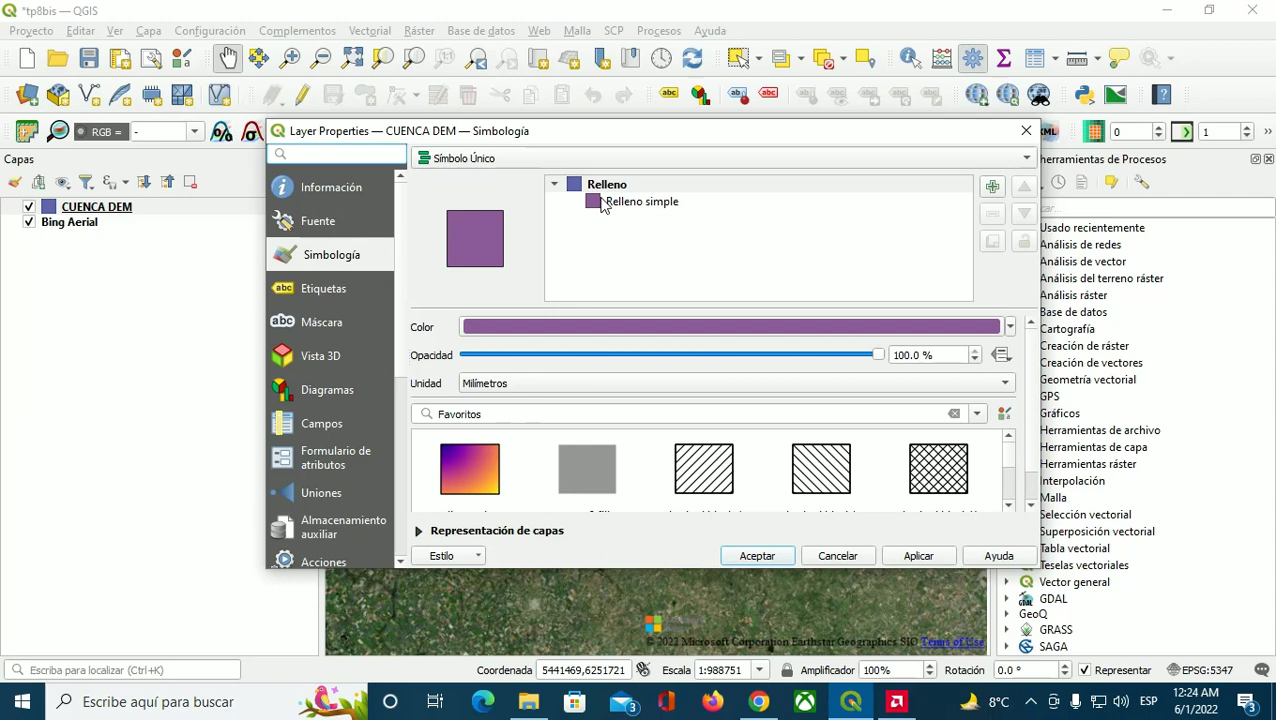 *tp8bis — QGIS
Proyecto Editar Ver Capa Configuración Complementos Vectorial Ráster Base de datos Web Malla SCP Procesos Ayuda
RGB = - 0 1
Capas
CUENCA DEM
Bing Aerial
Layer Properties — CUENCA DEM — Simbología
Información
Fuente
Simbología
Etiquetas
Máscara
Vista 3D
Diagramas
Campos
Formulario de
atributos
Uniones
Almacenamiento
auxiliar
Acciones
Símbolo Único
Relleno
Relleno simple
Color
Opacidad 100.0 %
Unidad Milímetros
Favoritos
Representación de capas
Estilo Aceptar Cancelar Aplicar Ayuda
herramientas de Procesos
Usado recientemente
Análisis de redes
Análisis de vector
Análisis del terreno ráster
Análisis ráster
Base de datos
Cartografía
Creación de ráster
Creación de vectores
Geometría vectorial
GPS
Gráficos
Herramientas de archivo
Herramientas de capa
Herramientas ráster
Interpolación
Malla
Selección vectorial
Superposición vectorial
Tabla vectorial
Teselas vectoriales
Vector general
GDAL
GeoQ
GRASS
SAGA
© 2022 Microsoft Corporation Earthstar Geographics SIO Terms of Use
Escriba para localizar (Ctrl+K) Coordenada 5441469,6251721 Escala 1:988751 Amplificador 100% Rotación 0.0 ° Representar EPSG:5347
Escribe aquí para buscar 8°C ESP 12:24 AM
6/1/2022